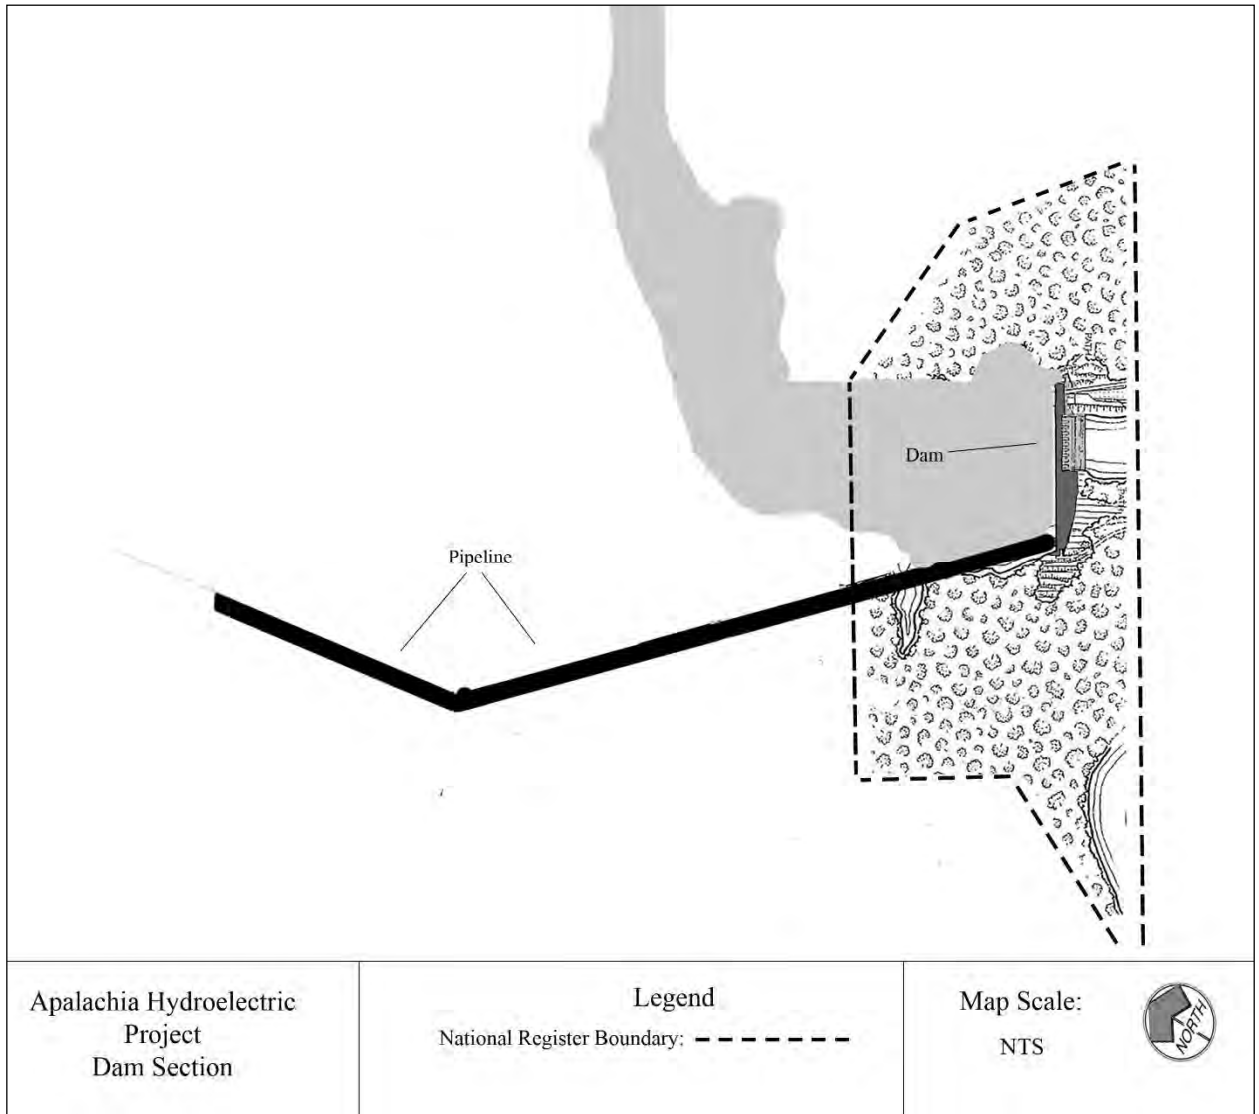 Dam
Pipeline
Apalachia Hydroelectric
Project
Dam Section
Legend
National Register Boundary:
Map Scale:
NTS
NORTH